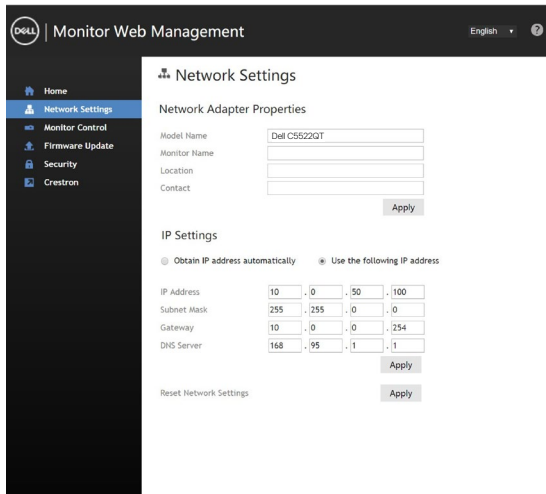 DELL | Monitor Web Management
English
?
Home
Network Settings
Monitor Control
Firmware Update
Security
Crestron
Network Settings
Network Adapter Properties
Model Name Dell C5522QT
Monitor Name
Location
Contact
Apply
IP Settings
Obtain IP address automatically Use the following IP address
IP Address 10 . 0 . 50 . 100
Subnet Mask 255 . 255 . 0 . 0
Gateway 10 . 0 . 0 . 254
DNS Server 168 . 95 . 1 . 1
Apply
Reset Network Settings Apply